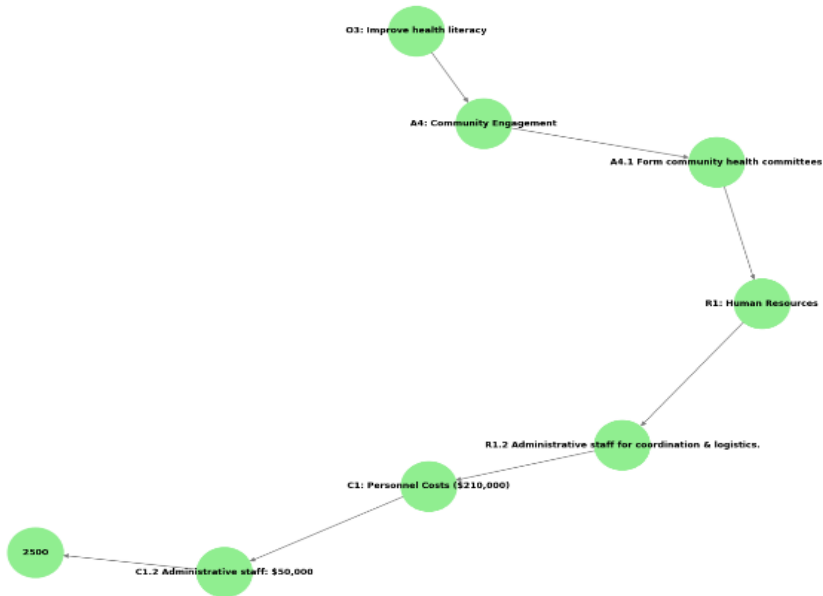 O3: Improve health literacy
A4: Community Engagement
A4.1 Form community health committees
R1: Human Resources
R1.2 Administrative staff for coordination & logistics.
C1: Personnel Costs ($210,000)
2500
C1.2 Administrative staff: $50,000